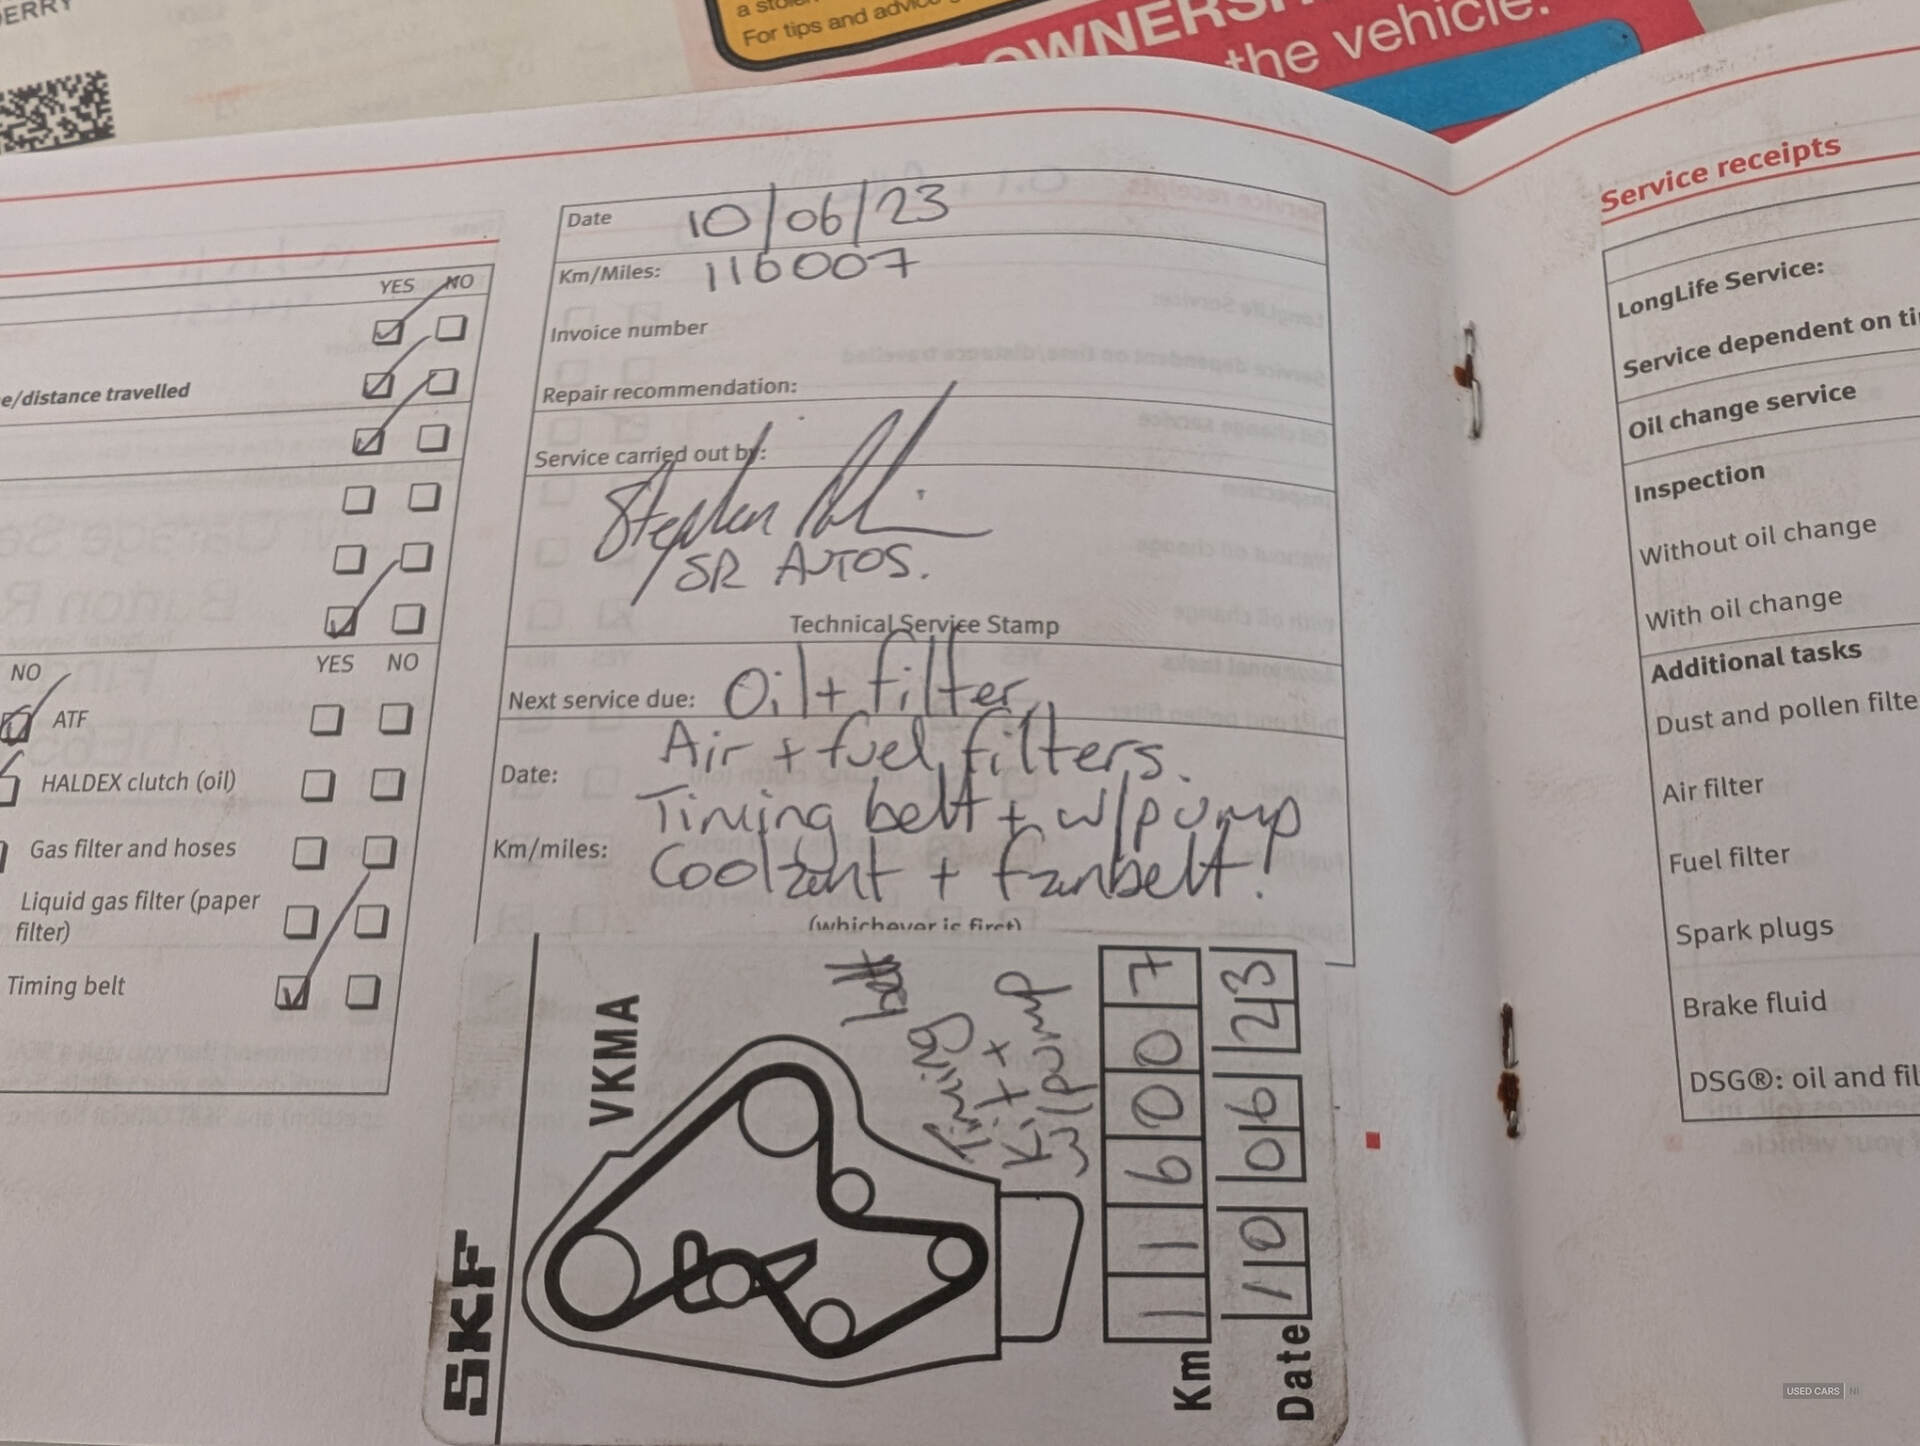 ERRY
a stol
For tips and advice
OWNERSH
the vehicle.
YES NO
e/distance travelled
NO YES NO
ATF
HALDEX clutch (oil)
Gas filter and hoses
Liquid gas filter (paper
filter)
Timing belt
Date 10/06/23
Km/Miles: 116007
Invoice number
Repair recommendation:
Service carried out by:
Stephen
SR AUTOS.
Technical Service Stamp
Next service due: Oil + filter,
Air + fuel filters.
Date:
Timing belt + w/pump
Km/miles:
Coolant + fanbelt!
(whichever is first)
SKF
VKMA
Timing
Kit +
w/pump
Km 116007
Date 10 06 23
Service receipts
LongLife Service:
Service dependent on ti
Oil change service
Inspection
Without oil change
With oil change
Additional tasks
Dust and pollen filte
Air filter
Fuel filter
Spark plugs
Brake fluid
DSG®: oil and fil
USED CARS NI